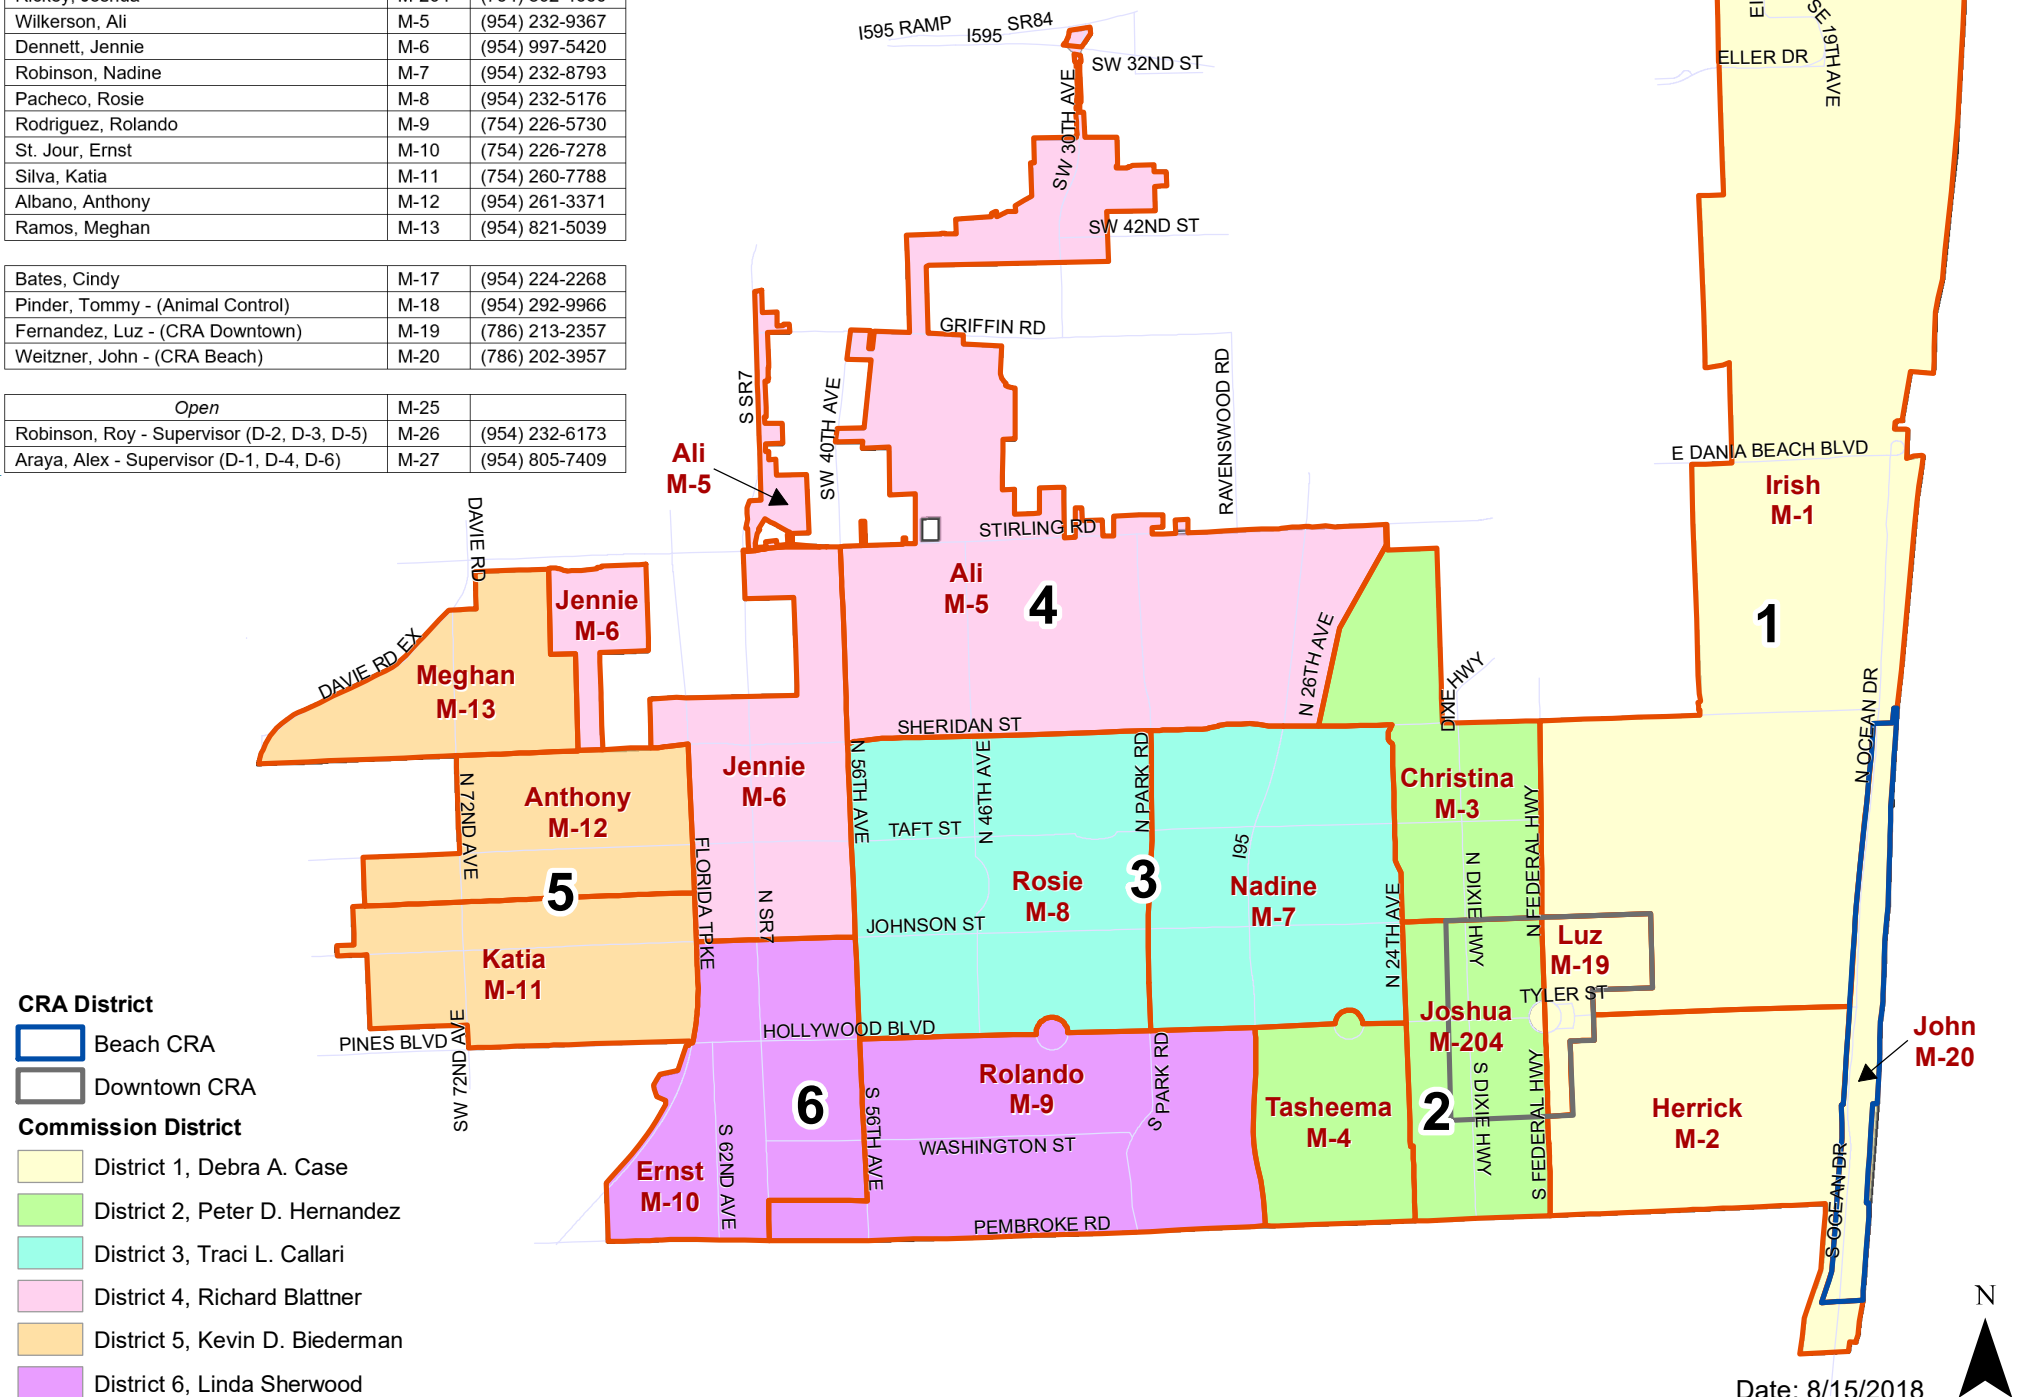 Wilkerson, Ali M-5 (954) 232-9367
Dennett, Jennie M-6 (954) 997-5420
Robinson, Nadine M-7 (954) 232-8793
Pacheco, Rosie M-8 (954) 232-5176
Rodriguez, Rolando M-9 (754) 226-5730
St. Jour, Ernst M-10 (754) 226-7278
Silva, Katia M-11 (754) 260-7788
Albano, Anthony M-12 (954) 261-3371
Ramos, Meghan M-13 (954) 821-5039
Bates, Cindy M-17 (954) 224-2268
Pinder, Tommy - (Animal Control) M-18 (954) 292-9966
Fernandez, Luz - (CRA Downtown) M-19 (786) 213-2357
Weitzner, John - (CRA Beach) M-20 (786) 202-3957
Open M-25
Robinson, Roy - Supervisor (D-2, D-3, D-5) M-26 (954) 232-6173
Araya, Alex - Supervisor (D-1, D-4, D-6) M-27 (954) 805-7409
I595 RAMP
I595
SR84
SW 32ND ST
SW 30TH AVE
SW 42ND ST
GRIFFIN RD
S SR7
SW 40TH AVE
RAVENSWOOD RD
STIRLING RD
SE 19TH AVE
ELLER DR
E DANIA BEACH BLVD
Ali
M-5
Irish
M-1
1
Ali
M-5
4
DAVIE RD
DAVIE RD EX
Jennie
M-6
Meghan
M-13
N 26TH AVE
DIXIE HWY
N OCEAN DR
SHERIDAN ST
N 72ND AVE
Anthony
M-12
5
Katia
M-11
FLORIDA TPKE
Jennie
M-6
N SR7
N 56TH AVE
N 46TH AVE
N PARK RD
TAFT ST
I95
Rosie
M-8
3
Nadine
M-7
JOHNSON ST
N 24TH AVE
Christina
M-3
N DIXIE HWY
N FEDERAL HWY
Luz
M-19
TYLER ST
Joshua
M-204
John
M-20
PINES BLVD
SW 72ND AVE
HOLLYWOOD BLVD
6
Rolando
M-9
S PARK RD
Tasheema
M-4
2
S DIXIE HWY
S FEDERAL HWY
Herrick
M-2
S OCEAN DR
S 56TH AVE
WASHINGTON ST
Ernst
M-10
S 62ND AVE
PEMBROKE RD
CRA District
Beach CRA
Downtown CRA
Commission District
District 1, Debra A. Case
District 2, Peter D. Hernandez
District 3, Traci L. Callari
District 4, Richard Blattner
District 5, Kevin D. Biederman
District 6, Linda Sherwood
N
Date: 8/15/2018